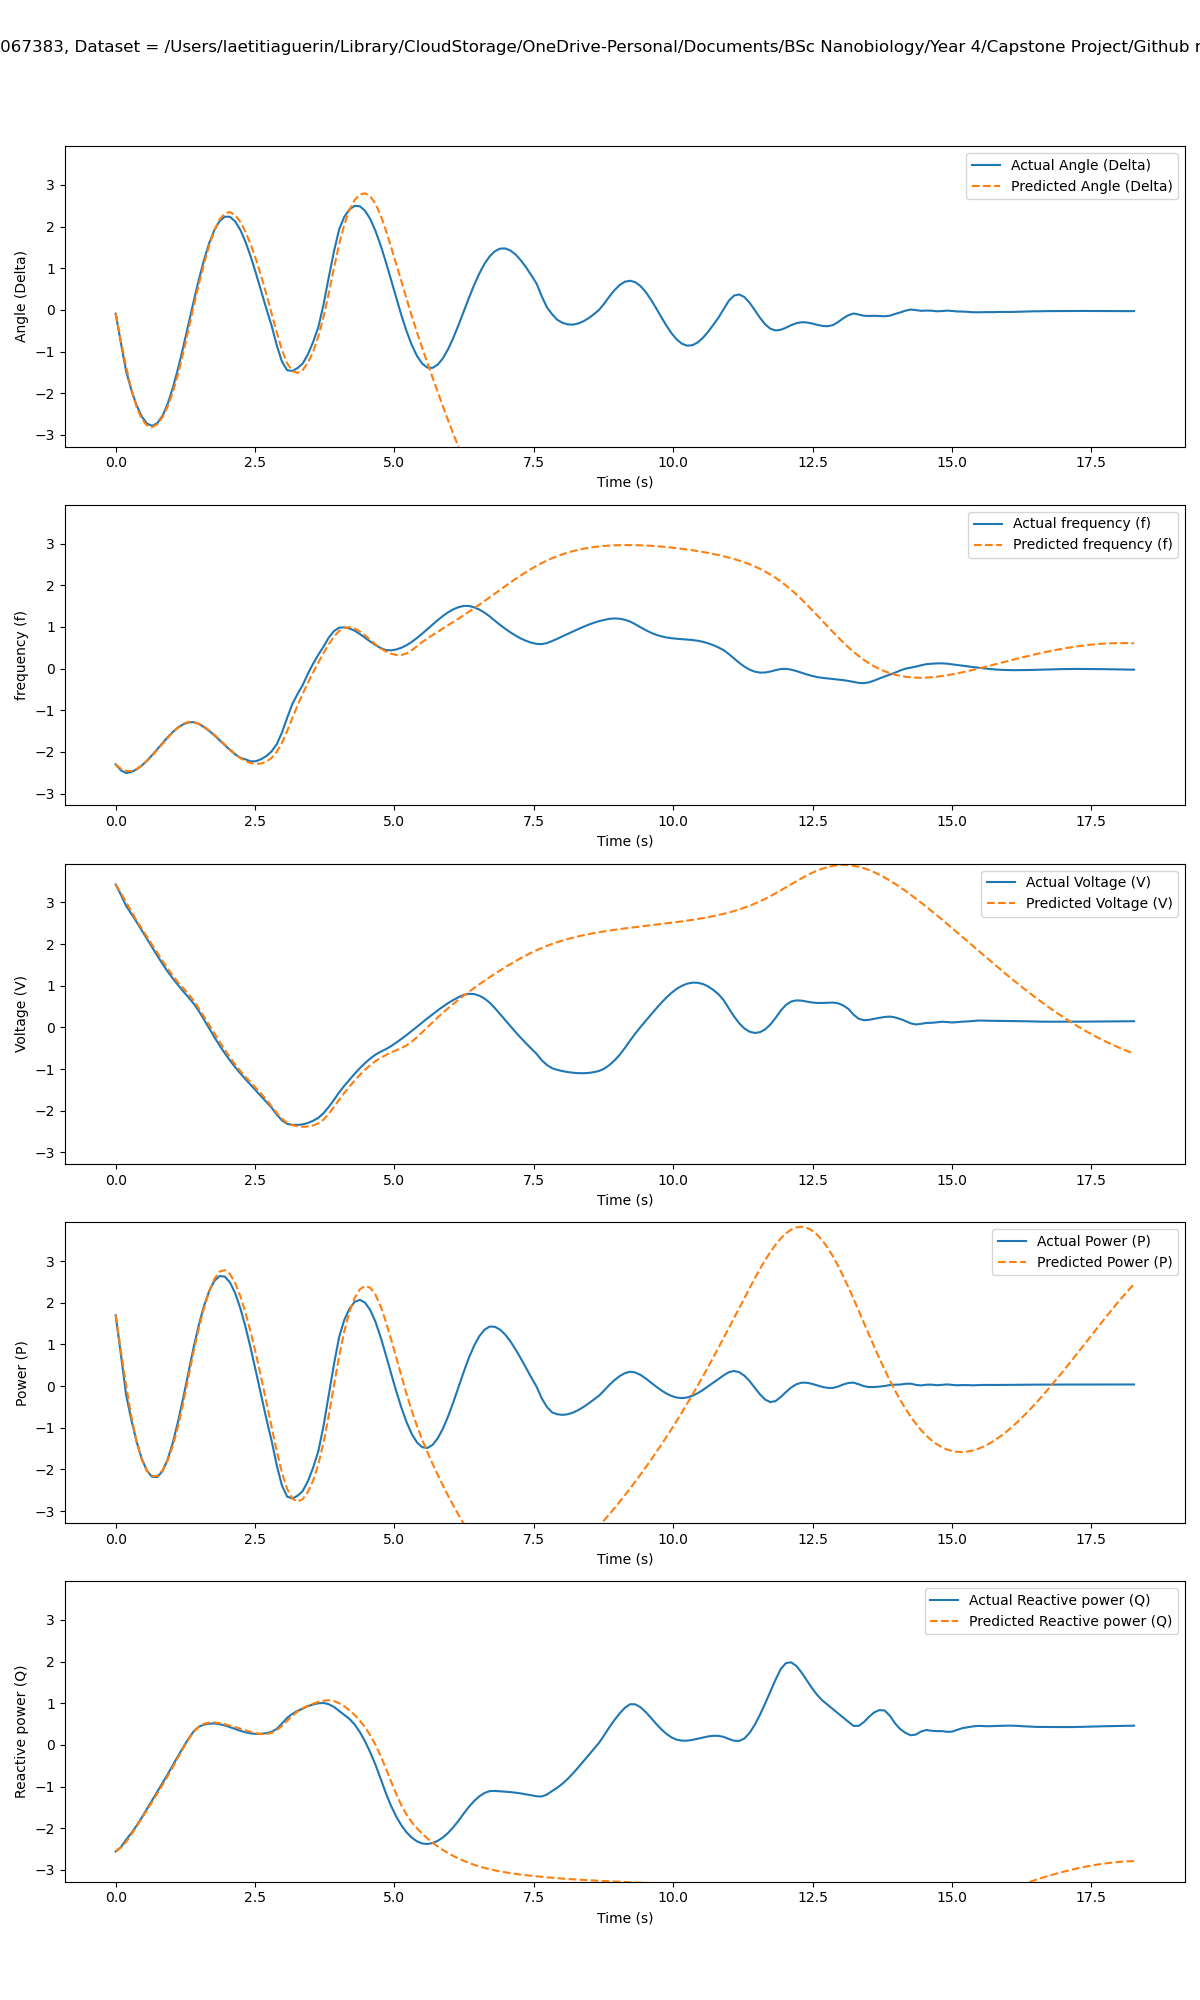 067383, Dataset = /Users/laetitiaguerin/Library/CloudStorage/OneDrive-Personal/Documents/BSc Nanobiology/Year 4/Capstone Project/Github r
Actual Angle (Delta)
Predicted Angle (Delta)
Angle (Delta)
3
2
1
0
−1
−2
−3
0.0 2.5 5.0 7.5 10.0 12.5 15.0 17.5
Time (s)
Actual frequency (f)
Predicted frequency (f)
frequency (f)
3
2
1
0
−1
−2
−3
0.0 2.5 5.0 7.5 10.0 12.5 15.0 17.5
Time (s)
Actual Voltage (V)
Predicted Voltage (V)
Voltage (V)
3
2
1
0
−1
−2
−3
0.0 2.5 5.0 7.5 10.0 12.5 15.0 17.5
Time (s)
Actual Power (P)
Predicted Power (P)
Power (P)
3
2
1
0
−1
−2
−3
0.0 2.5 5.0 7.5 10.0 12.5 15.0 17.5
Time (s)
Actual Reactive power (Q)
Predicted Reactive power (Q)
Reactive power (Q)
3
2
1
0
−1
−2
−3
0.0 2.5 5.0 7.5 10.0 12.5 15.0 17.5
Time (s)